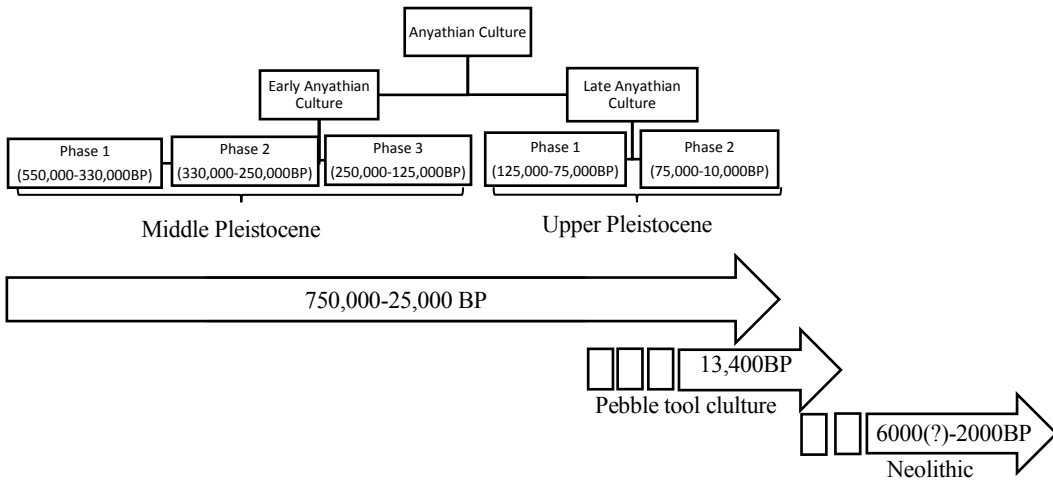 Anyathian Culture
Early Anyathian
Culture
Late Anyathian
Culture
Phase 1
(550,000-330,000BP)
Phase 2
(330,000-250,000BP)
Phase 3
(250,000-125,000BP)
Phase 1
(125,000-75,000BP)
Phase 2
(75,000-10,000BP)
Middle Pleistocene
Upper Pleistocene
750,000-25,000 BP
13,400BP
Pebble tool clulture
6000(?)-2000BP
Neolithic